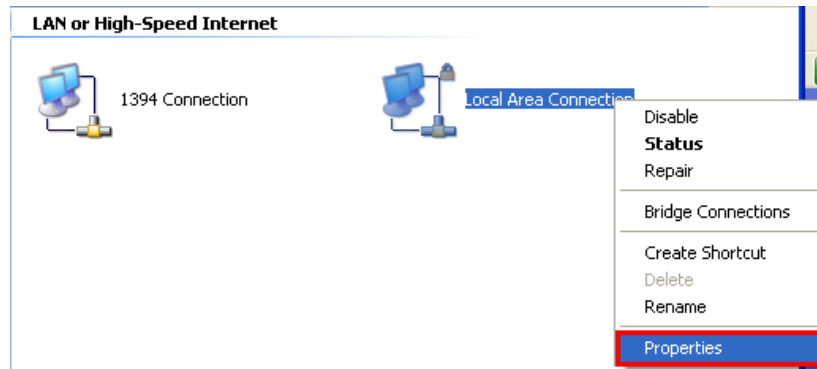 LAN or High-Speed Internet
1394 Connection
Local Area Connection
Disable
Status
Repair
Bridge Connections
Create Shortcut
Delete
Rename
Properties